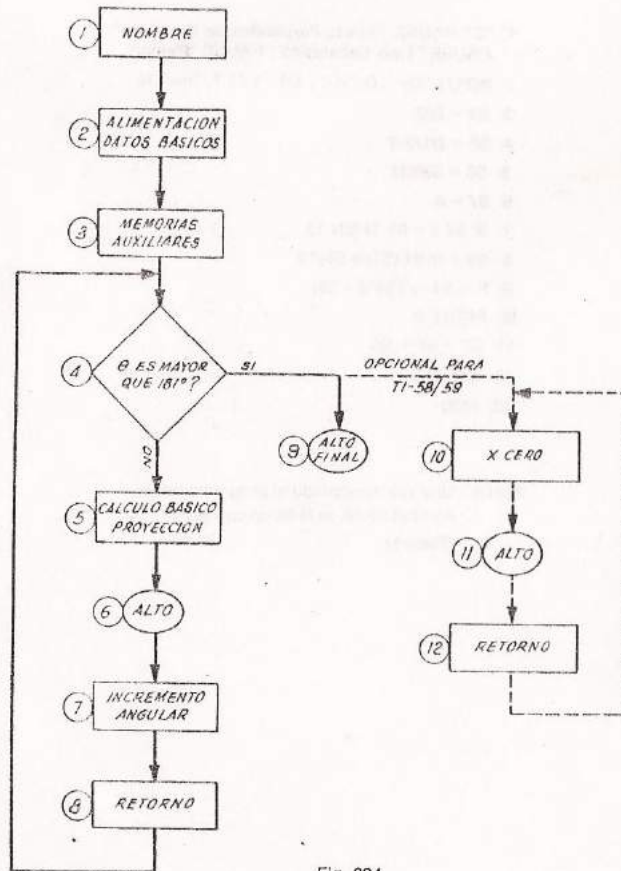 1 NOMBRE
2 ALIMENTACION
DATOS BASICOS
3 MEMORIAS
AUXILIARES
4 θ ES MAYOR
QUE 181°?
SI
NO
OPCIONAL PARA
TI-58/59
9 ALTO
FINAL
10 X CERO
5 CALCULO BASICO
PROYECCION
11 ALTO
6 ALTO
12 RETORNO
7 INCREMENTO
ANGULAR
8 RETORNO